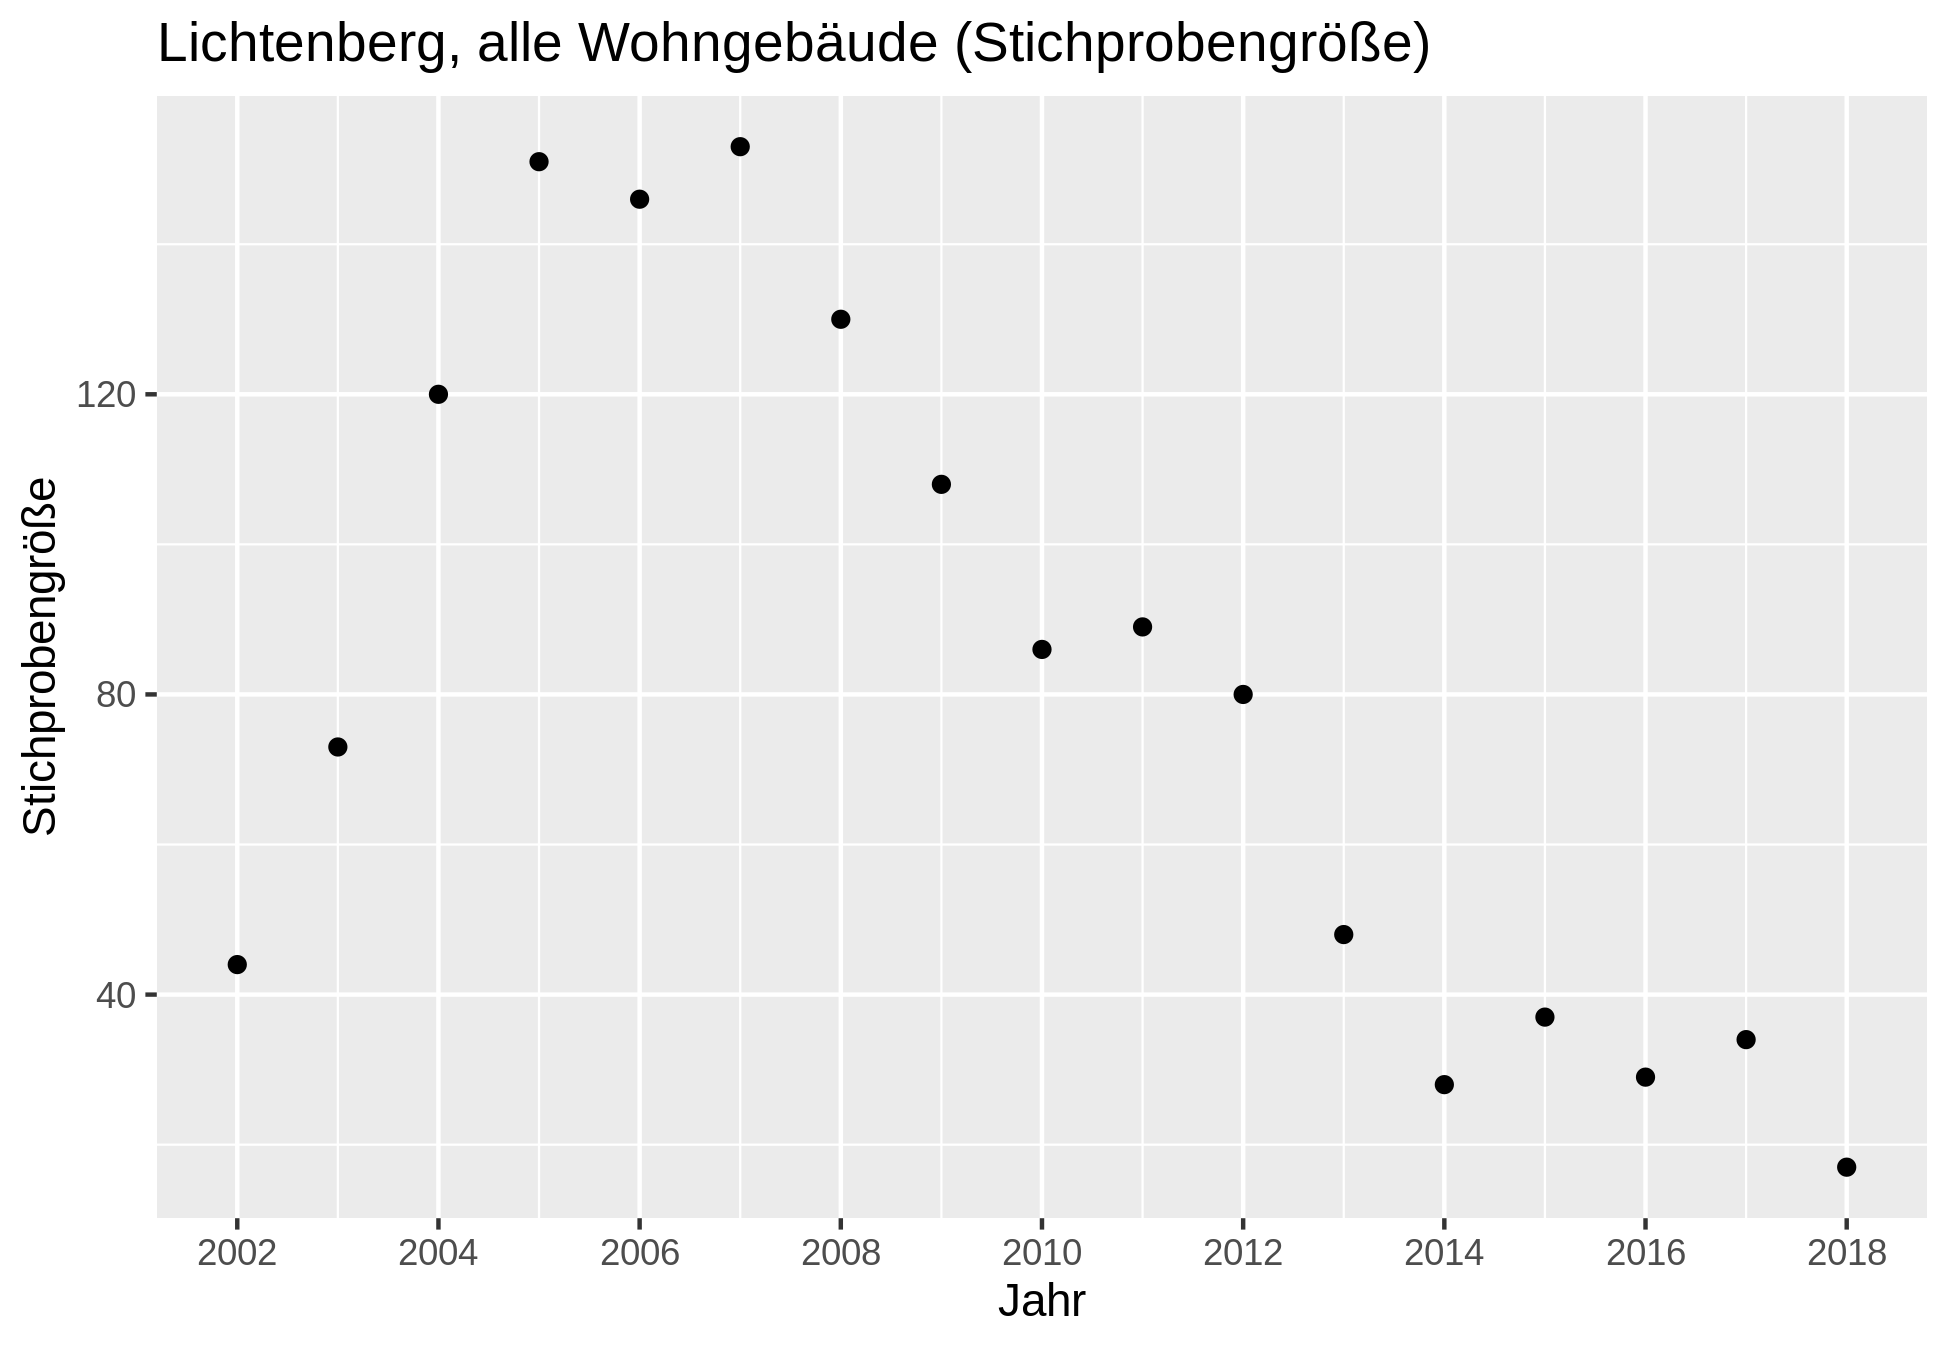 Lichtenberg, alle Wohngebäude (Stichprobengröße)
Stichprobengröße
120
80
40
2002 2004 2006 2008 2010 2012 2014 2016 2018
Jahr